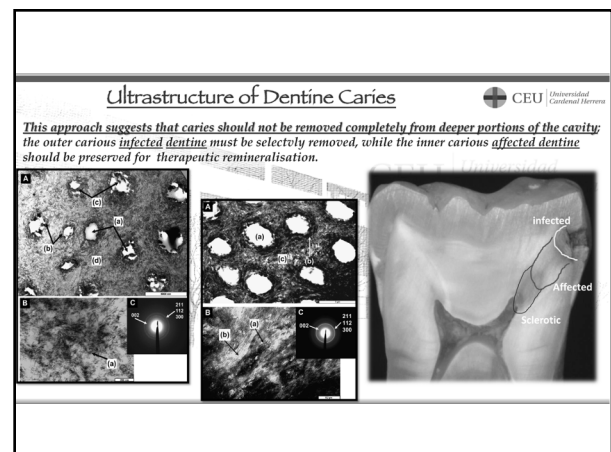 Ultrastructure of Dentine Caries
CEU
Universidad
Cardenal Herrera
This approach suggests that caries should not be removed completely from deeper portions of the cavity;
the outer carious infected dentine must be selectvly removed, while the inner carious affected dentine
should be preserved for therapeutic remineralisation.
A
(c)
(a)
(b)
(d)
B
(a)
C
002
211
112
300
A
(a)
(c)
(b)
B
(a)
(b)
C
002
211
112
300
infected
Affected
Sclerotic
CEU
Universidad